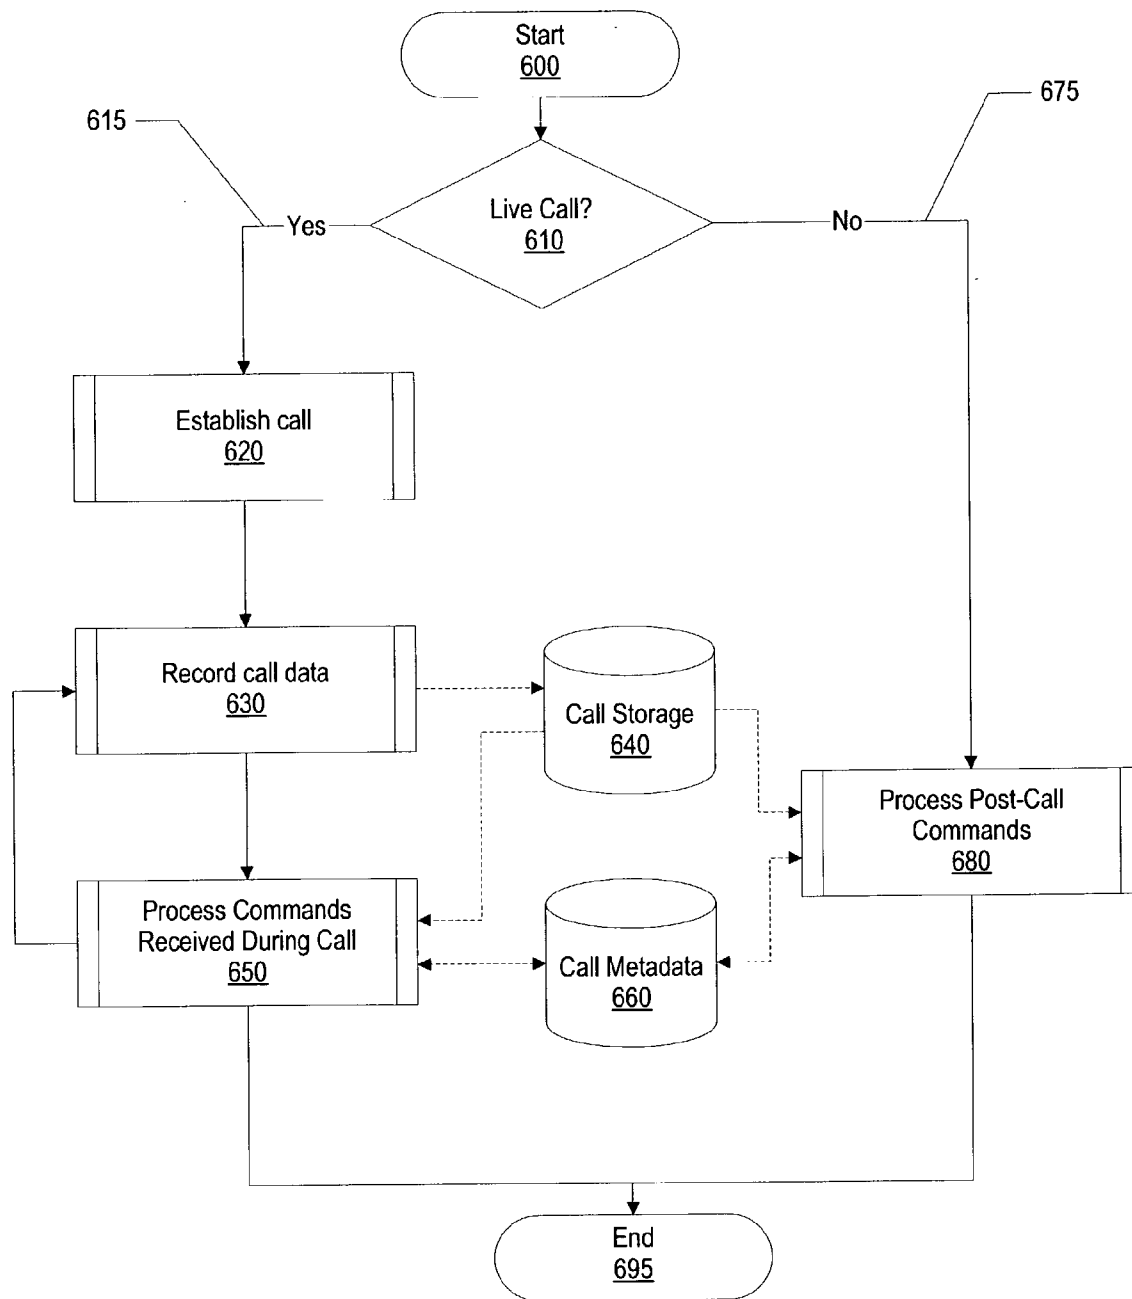 Start
600
615
675
Live Call?
610
Yes
No
Establish call
620
Record call data
630
Call Storage
640
Process Post-Call
Commands
680
Process Commands
Received During Call
650
Call Metadata
660
End
695